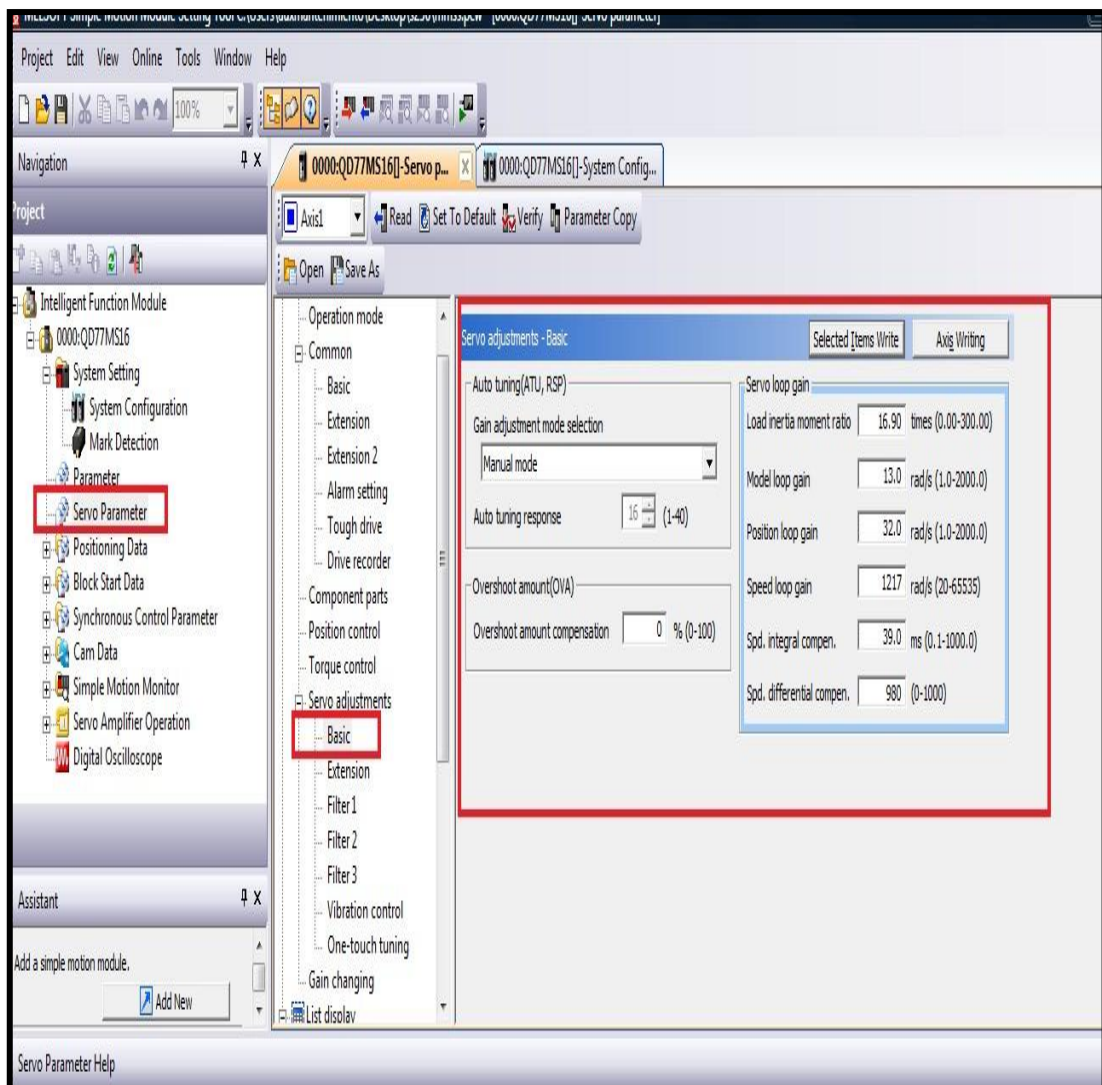 MELSOFT Simple Motion Module Setting Tool
Project Edit View Online Tools Window Help
100%
Navigation
Project
Intelligent Function Module
0000:QD77MS16
System Setting
System Configuration
Mark Detection
Parameter
Servo Parameter
Positioning Data
Block Start Data
Synchronous Control Parameter
Cam Data
Simple Motion Monitor
Servo Amplifier Operation
Digital Oscilloscope
Assistant
Add a simple motion module.
Add New
0000:QD77MS16[]-Servo p... 0000:QD77MS16[]-System Config...
Axis1 Read Set To Default Verify Parameter Copy
Open Save As
Operation mode
Common
Basic
Extension
Extension 2
Alarm setting
Tough drive
Drive recorder
Component parts
Position control
Torque control
Servo adjustments
Basic
Extension
Filter 1
Filter 2
Filter 3
Vibration control
One-touch tuning
Gain changing
List display
Servo adjustments - Basic Selected Items Write Axis Writing
Auto tuning(ATU, RSP)
Gain adjustment mode selection
Manual mode
Auto tuning response 16 (1-40)
Overshoot amount(OVA)
Overshoot amount compensation 0 % (0-100)
Servo loop gain
Load inertia moment ratio 16.90 times (0.00-300.00)
Model loop gain 13.0 rad/s (1.0-2000.0)
Position loop gain 32.0 rad/s (1.0-2000.0)
Speed loop gain 1217 rad/s (20-65535)
Spd. integral compen. 39.0 ms (0.1-1000.0)
Spd. differential compen. 980 (0-1000)
Servo Parameter Help